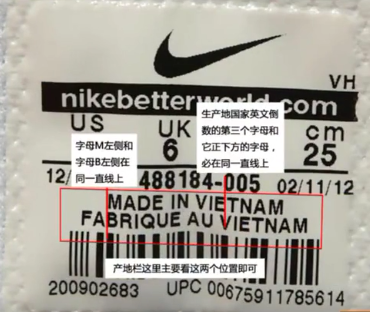 VH
nikebetterworld.com
US UK cm
6 25
生产地国家英文倒
数的第三个字母和
它正下方的字母，
必在同一直线上
字母M左侧和
字母B左侧在
同一直线上
12/ 488184-005 02/11/12
MADE IN VIETNAM
FABRIQUE AU VIETNAM
产地栏这里主要看这两个位置即可
200902683 UPC 00675911785614